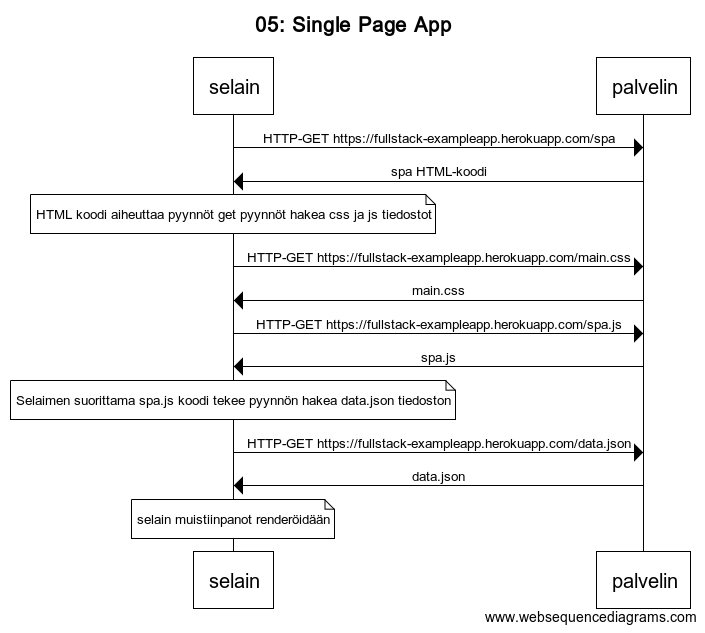 05: Single Page App
selain palvelin
HTTP-GET https://fullstack-exampleapp.herokuapp.com/spa
spa HTML-koodi
HTML koodi aiheuttaa pyynnöt get pyynnöt hakea css ja js tiedostot
HTTP-GET https://fullstack-exampleapp.herokuapp.com/main.css
main.css
HTTP-GET https://fullstack-exampleapp.herokuapp.com/spa.js
spa.js
Selaimen suorittama spa.js koodi tekee pyynnön hakea data.json tiedoston
HTTP-GET https://fullstack-exampleapp.herokuapp.com/data.json
data.json
selain muistiinpanot renderöidään
selain palvelin
www.websequencediagrams.com